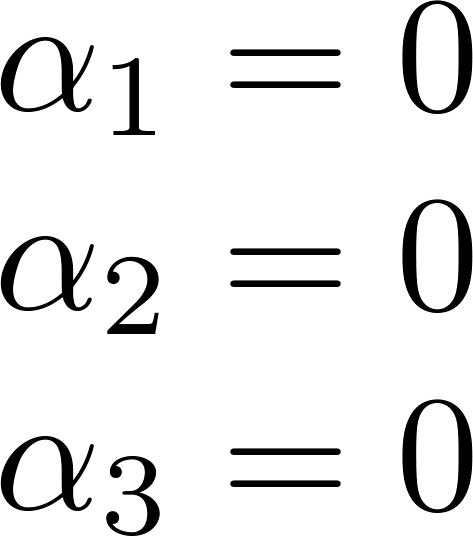 α₁ = 0
α₂ = 0
α₃ = 0